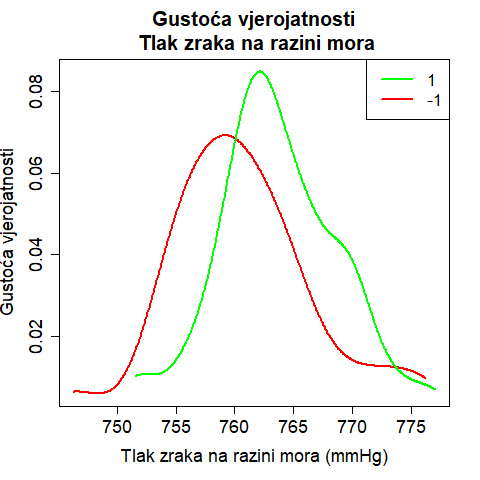 Gustoća vjerojatnosti
Tlak zraka na razini mora
Gustoća vjerojatnosti
0.08
0.06
0.04
0.02
1
-1
750 755 760 765 770 775
Tlak zraka na razini mora (mmHg)